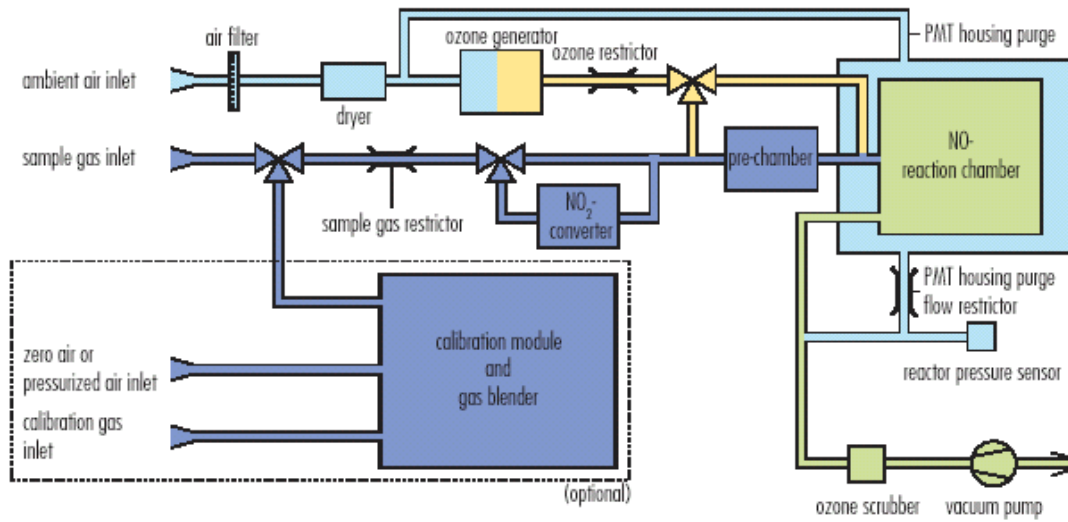 air filter
ozone generator
ozone restrictor
PMT housing purge
ambient air inlet
dryer
sample gas inlet
pre-chamber
NO-
reaction chamber
sample gas restrictor
NO₂-
converter
PMT housing purge
flow restrictor
reactor pressure sensor
calibration module
and
gas blender
zero air or
pressurized air inlet
calibration gas
inlet
(optional)
ozone scrubber
vacuum pump